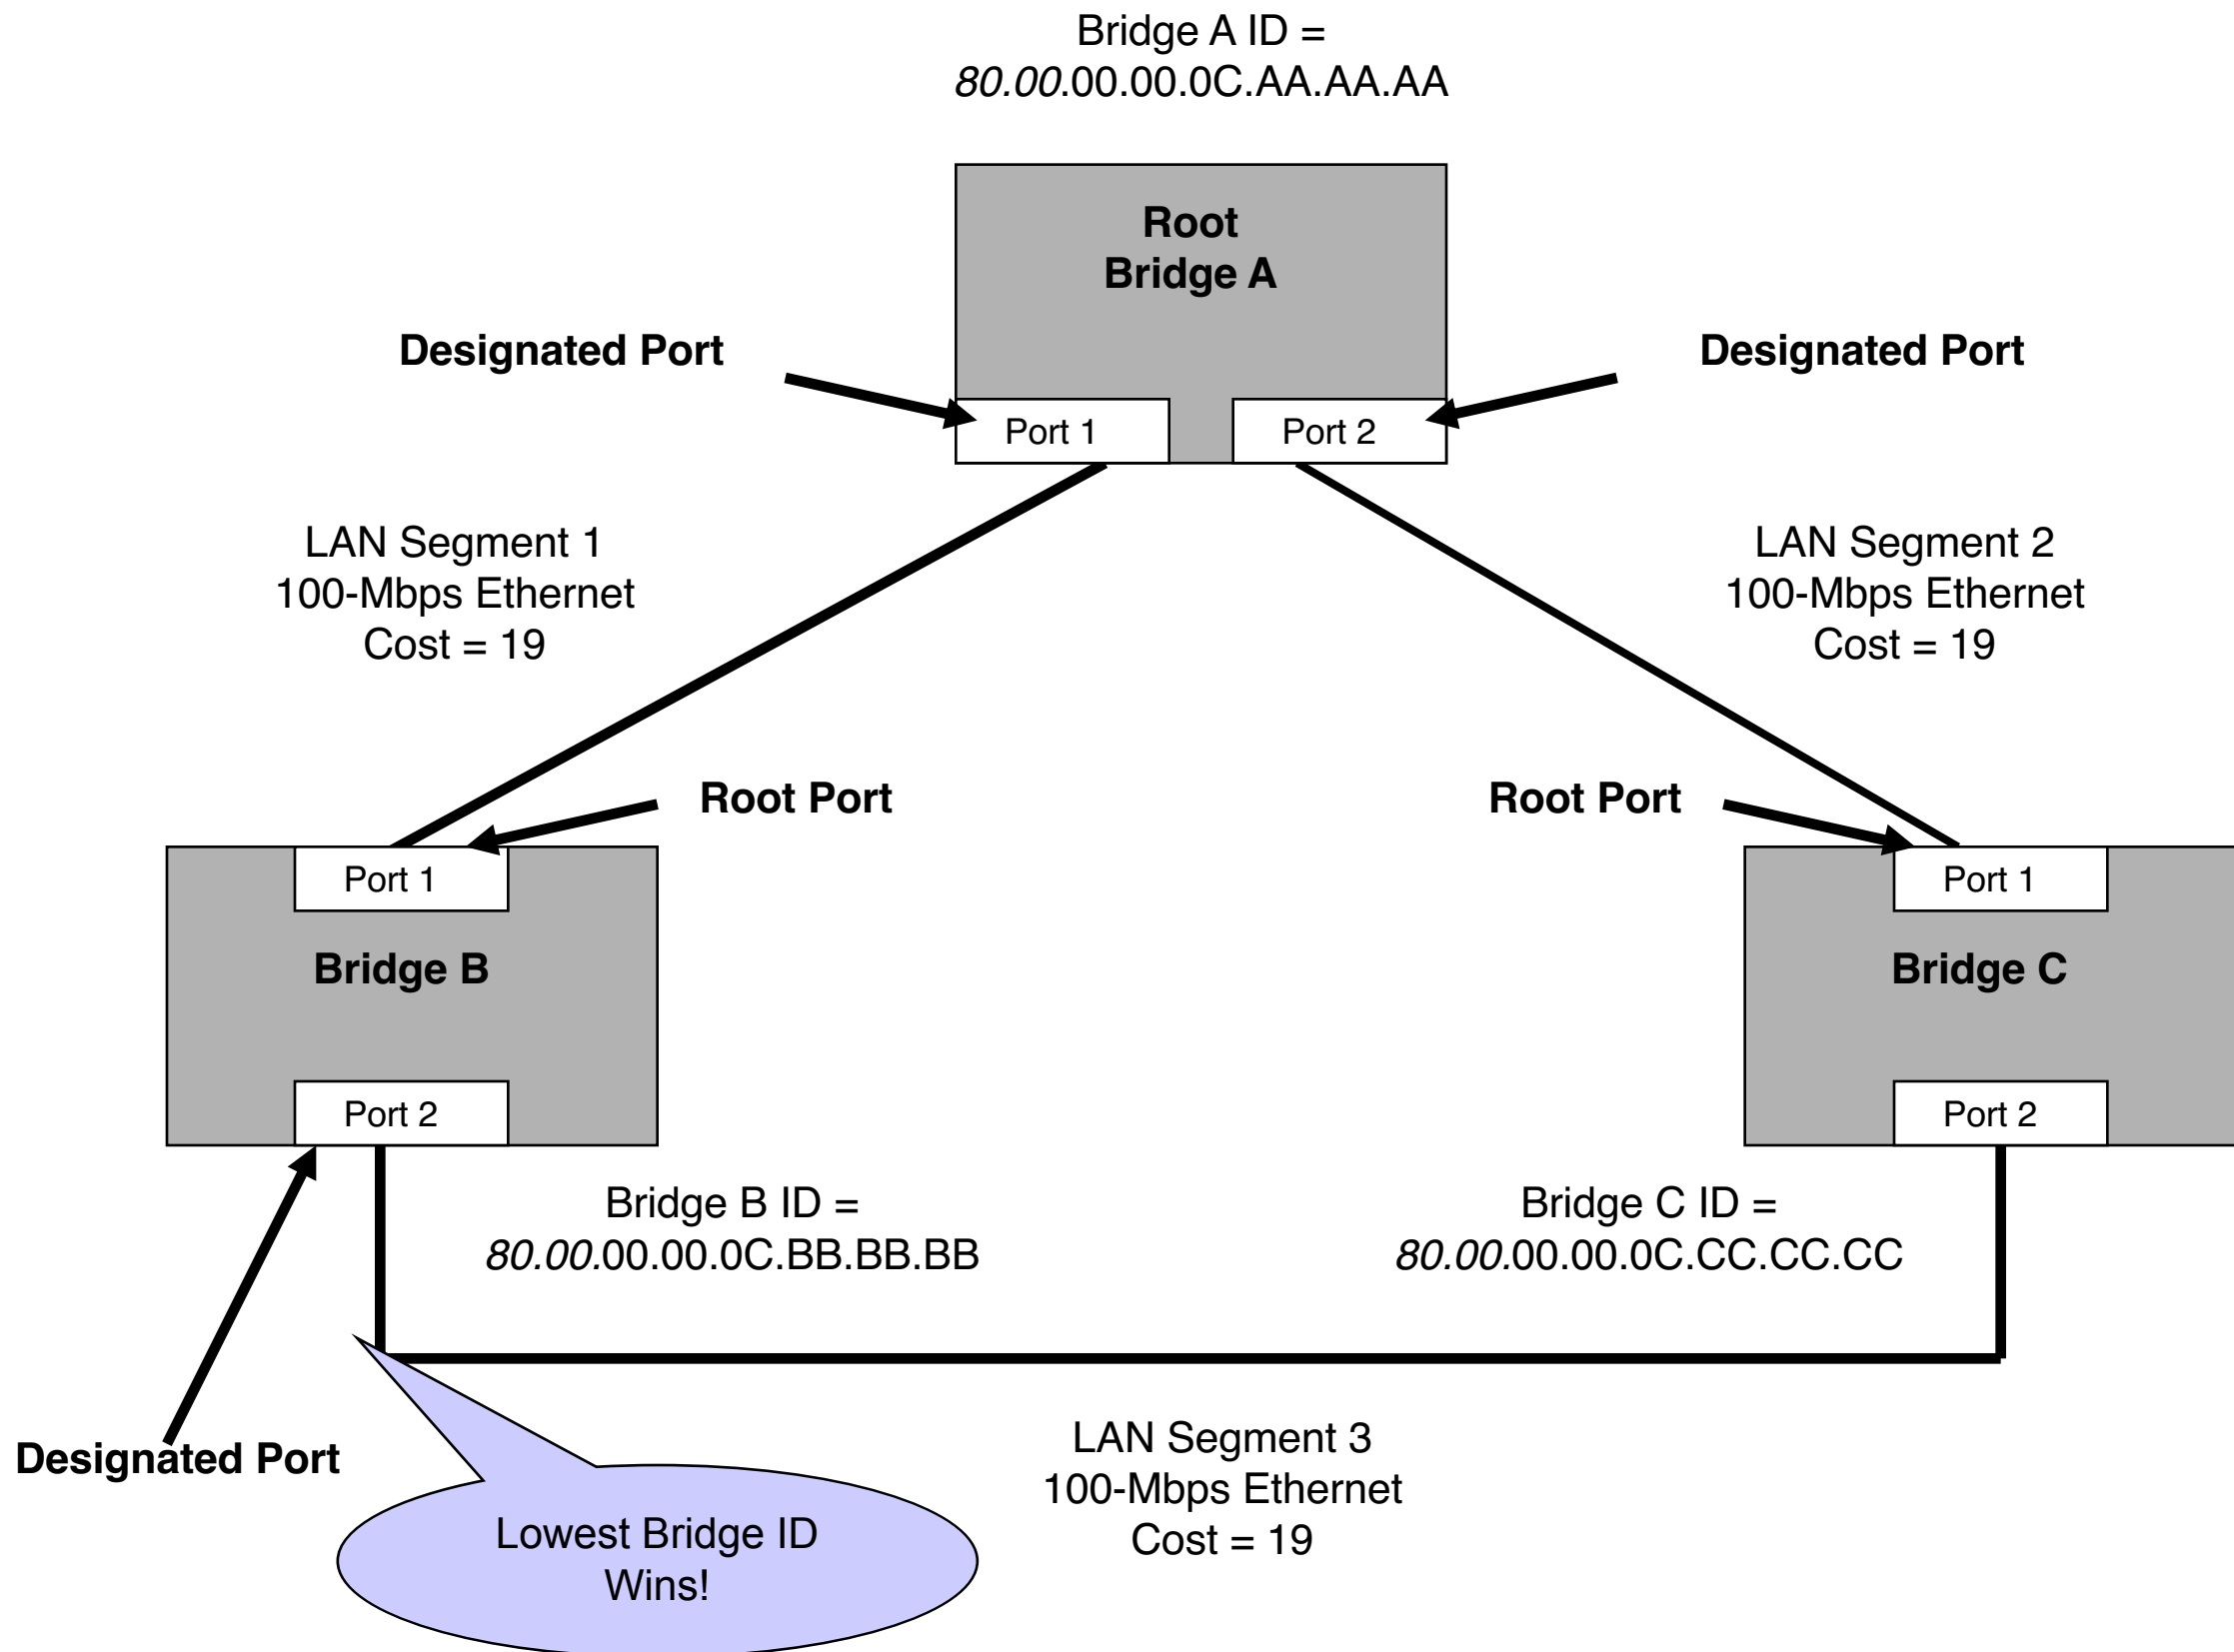 Bridge A ID =
80.00.00.00.0C.AA.AA.AA
Root
Bridge A
Designated Port
Designated Port
Port 1
Port 2
LAN Segment 1
100-Mbps Ethernet
Cost = 19
LAN Segment 2
100-Mbps Ethernet
Cost = 19
Root Port
Root Port
Port 1
Port 1
Bridge B
Bridge C
Port 2
Port 2
Bridge B ID =
80.00.00.00.0C.BB.BB.BB
Bridge C ID =
80.00.00.00.0C.CC.CC.CC
Designated Port
LAN Segment 3
100-Mbps Ethernet
Cost = 19
Lowest Bridge ID
Wins!